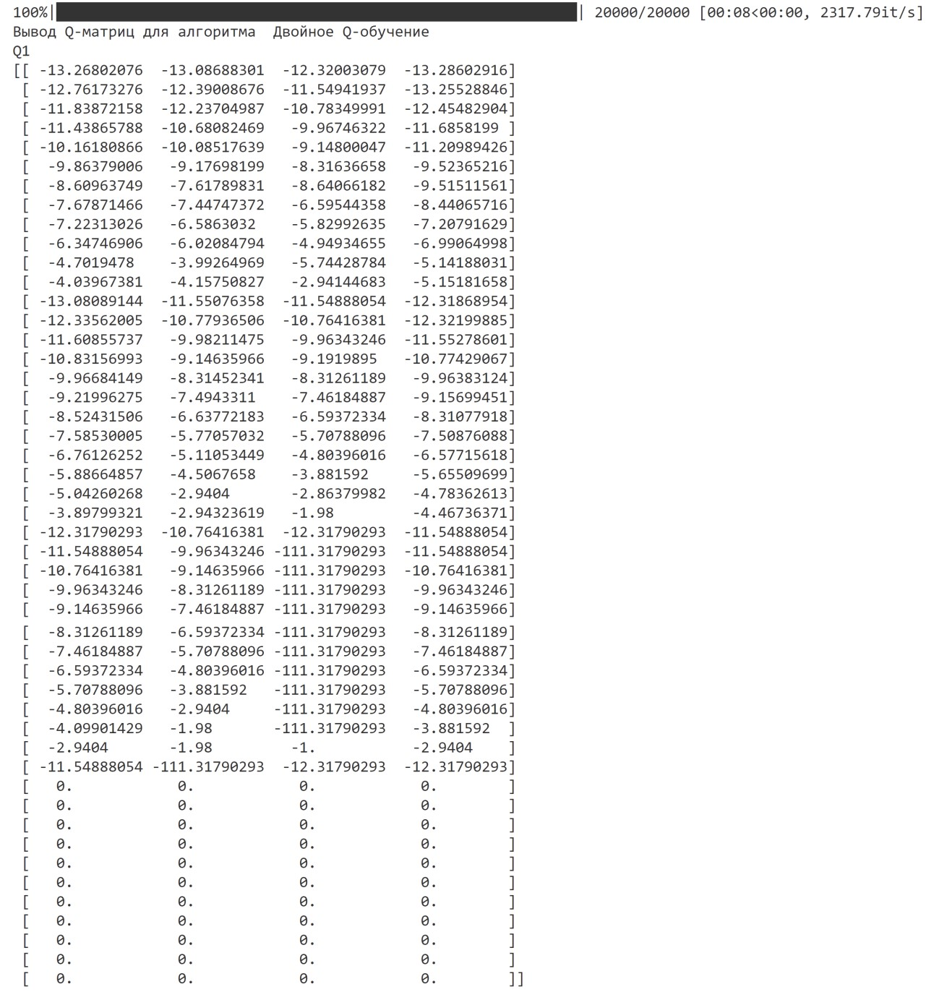 100%|██████████| 20000/20000 [00:08<00:00, 2317.79it/s]
Вывод Q-матриц для алгоритма  Двойное Q-обучение
Q1
[[ -13.26802076  -13.08688301  -12.32003079  -13.28602916]
 [ -12.76173276  -12.39008676  -11.54941937  -13.25528846]
 [ -11.83872158  -12.23704987  -10.78349991  -12.45482904]
 [ -11.43865788  -10.68082469   -9.96746322  -11.6858199 ]
 [ -10.16180866  -10.08517639   -9.14800047  -11.20989426]
 [  -9.86379006   -9.17698199   -8.31636658   -9.52365216]
 [  -8.60963749   -7.61789831   -8.64066182   -9.51511561]
 [  -7.67871466   -7.44747372   -6.59544358   -8.44065716]
 [  -7.22313026   -6.5863032    -5.82992635   -7.20791629]
 [  -6.34746906   -6.02084794   -4.94934655   -6.99064998]
 [  -4.7019478    -3.99264969   -5.74428784   -5.14188031]
 [  -4.03967381   -4.15750827   -2.94144683   -5.15181658]
 [ -13.08089144  -11.55076358  -11.54888054  -12.31868954]
 [ -12.33562005  -10.77936506  -10.76416381  -12.32199885]
 [ -11.60855737   -9.98211475   -9.96343246  -11.55278601]
 [ -10.83156993   -9.14635966   -9.1919895   -10.77429067]
 [  -9.96684149   -8.31452341   -8.31261189   -9.96383124]
 [  -9.21996275   -7.4943311    -7.46184887   -9.15699451]
 [  -8.52431506   -6.63772183   -6.59372334   -8.31077918]
 [  -7.58530005   -5.77057032   -5.70788096   -7.50876088]
 [  -6.76126252   -5.11053449   -4.80396016   -6.57715618]
 [  -5.88664857   -4.5067658    -3.881592     -5.65509699]
 [  -5.04260268   -2.9404       -2.86379982   -4.78362613]
 [  -3.89799321   -2.94323619   -1.98         -4.46736371]
 [ -12.31790293  -10.76416381  -12.31790293  -11.54888054]
 [ -11.54888054   -9.96343246 -111.31790293  -11.54888054]
 [ -10.76416381   -9.14635966 -111.31790293  -10.76416381]
 [  -9.96343246   -8.31261189 -111.31790293   -9.96343246]
 [  -9.14635966   -7.46184887 -111.31790293   -9.14635966]
 [  -8.31261189   -6.59372334 -111.31790293   -8.31261189]
 [  -7.46184887   -5.70788096 -111.31790293   -7.46184887]
 [  -6.59372334   -4.80396016 -111.31790293   -6.59372334]
 [  -5.70788096   -3.881592   -111.31790293   -5.70788096]
 [  -4.80396016   -2.9404     -111.31790293   -4.80396016]
 [  -4.09901429   -1.98       -111.31790293   -3.881592  ]
 [  -2.9404       -1.98         -1.           -2.9404    ]
 [ -11.54888054 -111.31790293  -12.31790293  -12.31790293]
 [   0.            0.            0.            0.        ]
 [   0.            0.            0.            0.        ]
 [   0.            0.            0.            0.        ]
 [   0.            0.            0.            0.        ]
 [   0.            0.            0.            0.        ]
 [   0.            0.            0.            0.        ]
 [   0.            0.            0.            0.        ]
 [   0.            0.            0.            0.        ]
 [   0.            0.            0.            0.        ]
 [   0.            0.            0.            0.        ]
 [   0.            0.            0.            0.        ]]